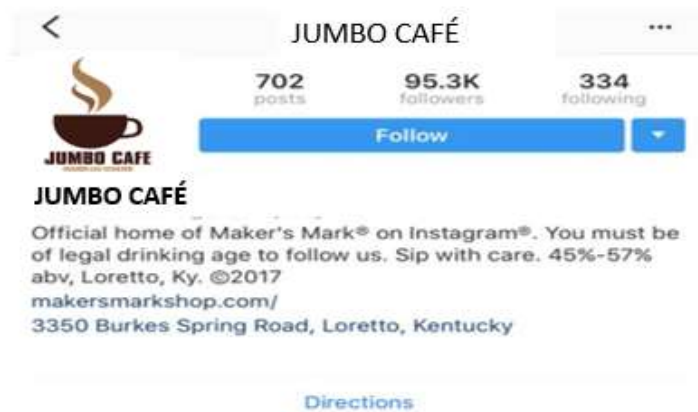 JUMBO CAFÉ
702 95.3K 334
posts followers following
Follow
JUMBO CAFE
JUMBO CAFÉ
Official home of Maker's Mark® on Instagram®. You must be
of legal drinking age to follow us. Sip with care. 45%-57%
abv, Loretto, Ky. ©2017
makersmarkshop.com/
3350 Burkes Spring Road, Loretto, Kentucky
Directions